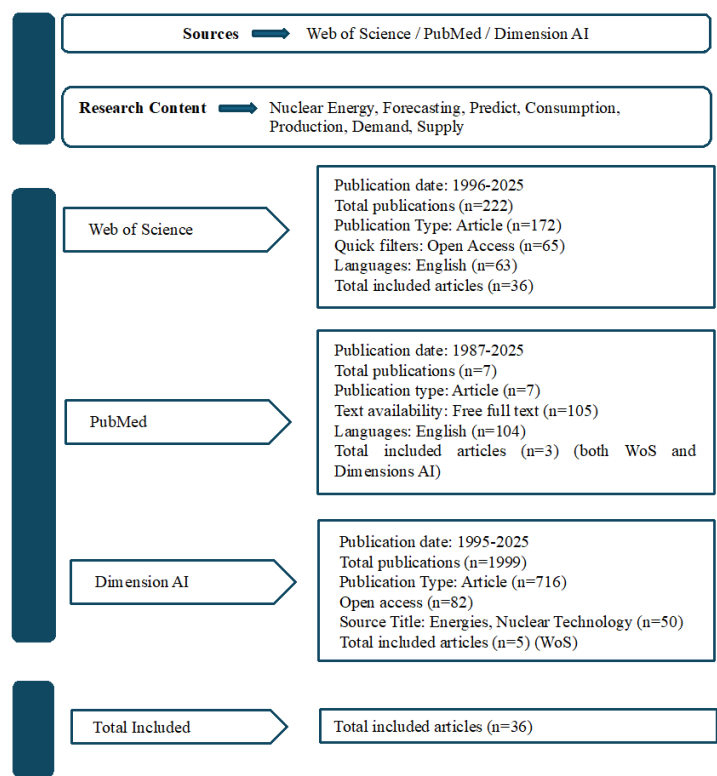 Sources Web of Science / PubMed / Dimension AI
Research Content Nuclear Energy, Forecasting, Predict, Consumption,
Production, Demand, Supply
Web of Science
Publication date: 1996-2025
Total publications (n=222)
Publication Type: Article (n=172)
Quick filters: Open Access (n=65)
Languages: English (n=63)
Total included articles (n=36)
PubMed
Publication date: 1987-2025
Total publications (n=7)
Publication type: Article (n=7)
Text availability: Free full text (n=105)
Languages: English (n=104)
Total included articles (n=3) (both WoS and
Dimensions AI)
Dimension AI
Publication date: 1995-2025
Total publications (n=1999)
Publication Type: Article (n=716)
Open access (n=82)
Source Title: Energies, Nuclear Technology (n=50)
Total included articles (n=5) (WoS)
Total Included
Total included articles (n=36)